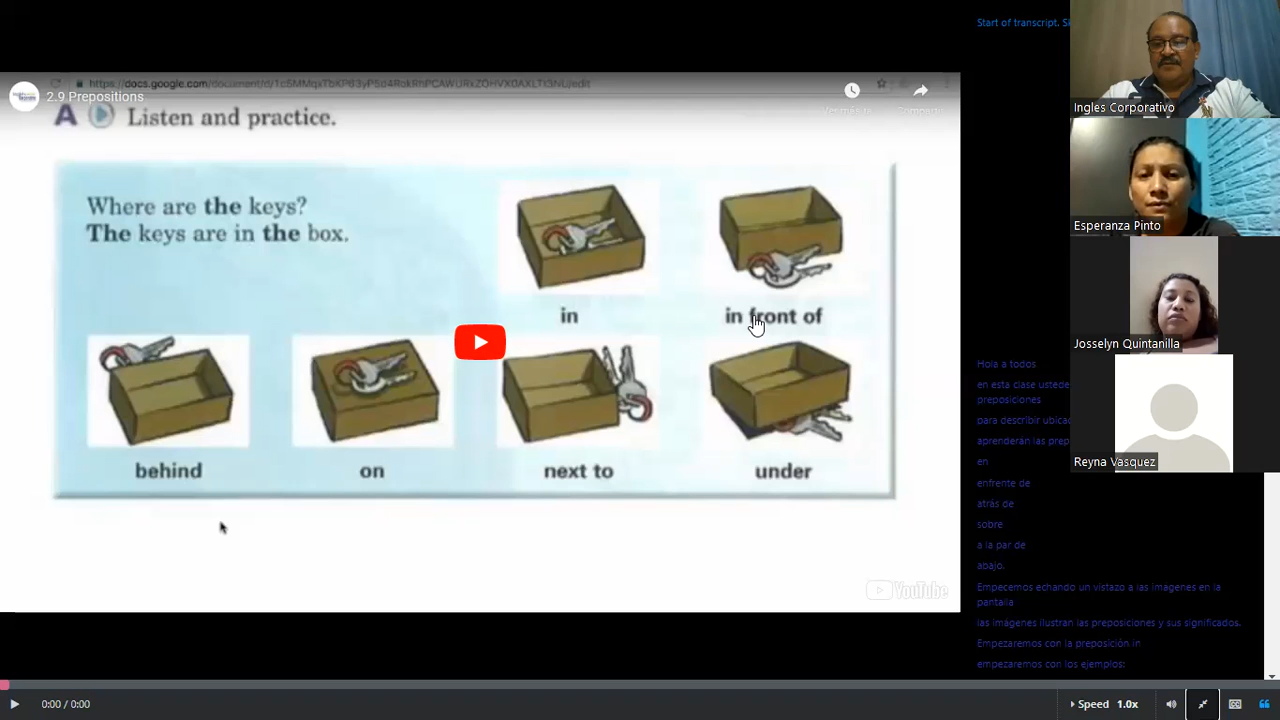 Start of transcript. Sk
2.9 Prepositions
A Listen and practice.
Where are the keys?
The keys are in the box.
in
in front of
behind
on
next to
under
YouTube
Ingles Corporativo
Esperanza Pinto
Josselyn Quintanilla
Reyna Vasquez
Hola a todos
en esta clase ustede
preposiciones
para describir ubicac
aprenderán las prep
en
enfrente de
atrás de
sobre
a la par de
abajo.
Empecemos echando un vistazo a las imágenes en la
pantalla
las imágenes ilustran las preposiciones y sus significados.
Empezaremos con la preposición in
empezaremos con los ejemplos:
0:00 / 0:00
Speed 1.0x